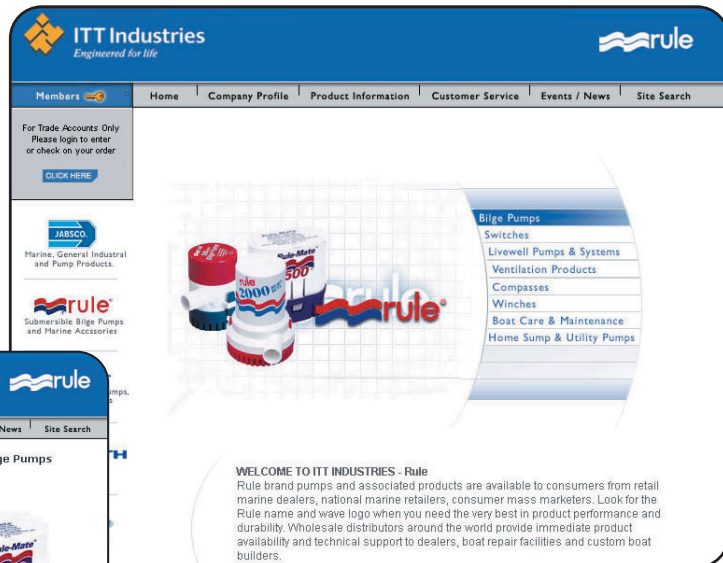 ITT Industries
Engineered for life
rule
Members
Home
Company Profile
Product Information
Customer Service
Events / News
Site Search
For Trade Accounts Only
Please login to enter
or check on your order
CLICK HERE
JABSCO.
Marine, General Industral
and Pump Products.
rule
Submersible Bilge Pumps
and Marine Accssories
Rule-Mate
500
rule
2000
rule
Bilge Pumps
Switches
Livewell Pumps & Systems
Ventilation Products
Compasses
Winches
Boat Care & Maintenance
Home Sump & Utility Pumps
rule
News
Site Search
Pumps
WELCOME TO ITT INDUSTRIES - Rule
Rule brand pumps and associated products are available to consumers from retail
marine dealers, national marine retailers, consumer mass marketers. Look for the
Rule name and wave logo when you need the very best in product performance and
durability. Wholesale distributors around the world provide immediate product
availability and technical support to dealers, boat repair facilities and custom boat
builders.